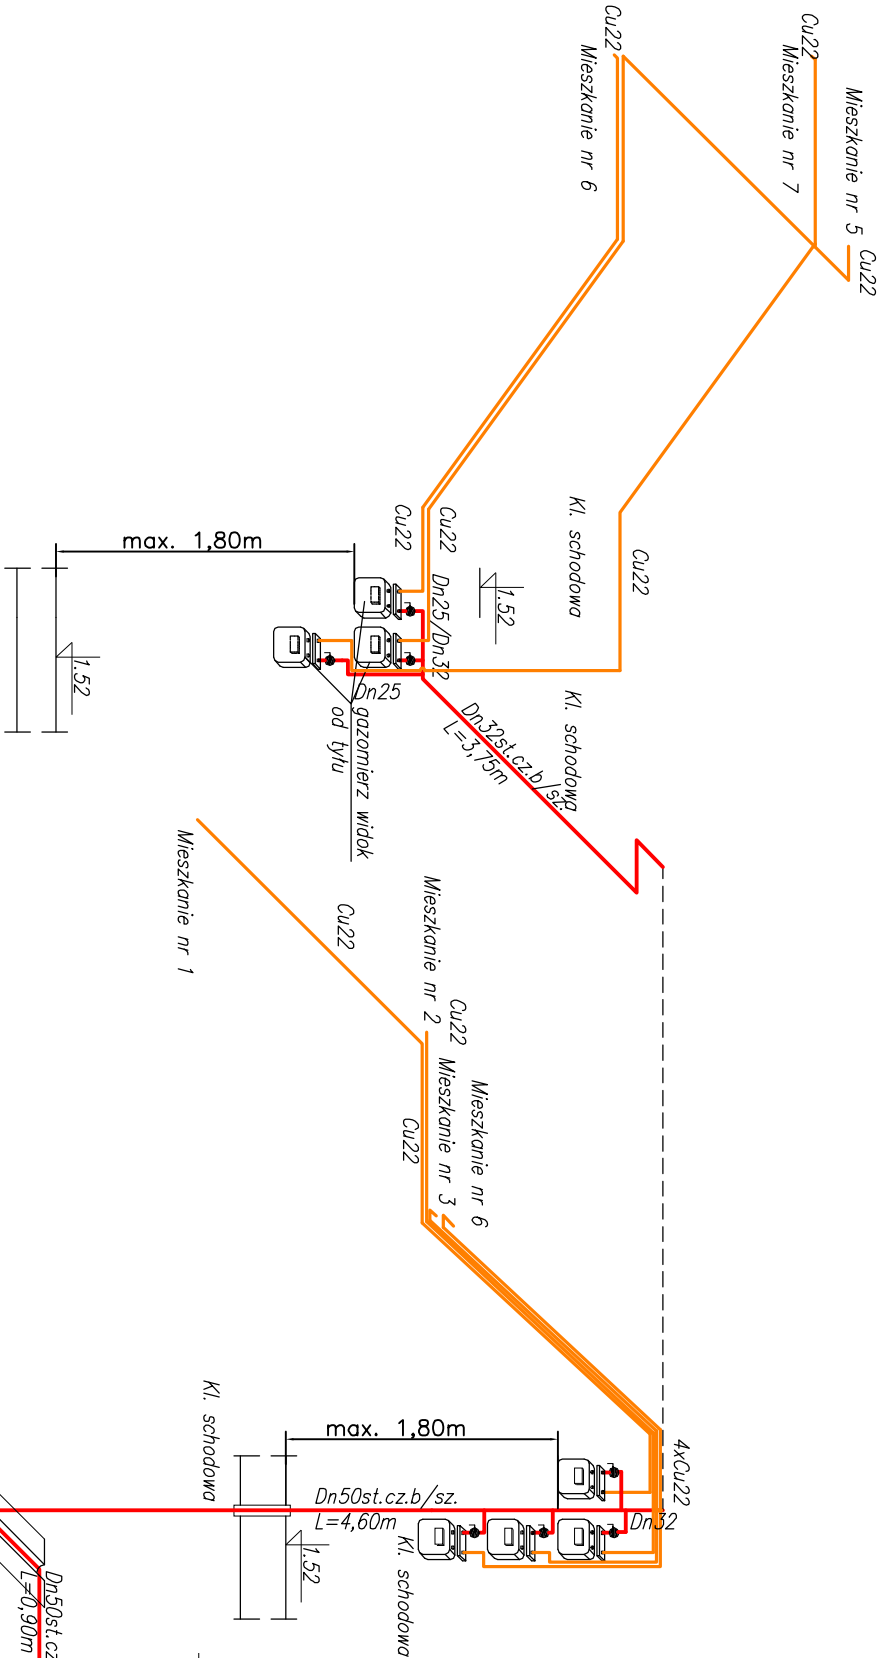 Cu22
Mieszkanie nr 6
Cu22
Mieszkanie nr 7
Mieszkanie nr 5
Cu22
Kl. schodowa
Cu22
Cu22
Cu22
max. 1,80m
1.52
Dn25/Dn32
1.52
Dn25
gazomierz widok
od tyłu
Kl. schodowa
Dn32st.cz.b/sz.
L=3,75m
Mieszkanie nr 1
Cu22
Mieszkanie nr 2
Cu22
Mieszkanie nr 3
Mieszkanie nr 6
Cu22
Kl. schodowa
max. 1,80m
4xCu22
Dn50st.cz.b/sz.
L=4,60m
Dn32
1.52
Kl. schodowa
Dn50st.cz
L=0,90m